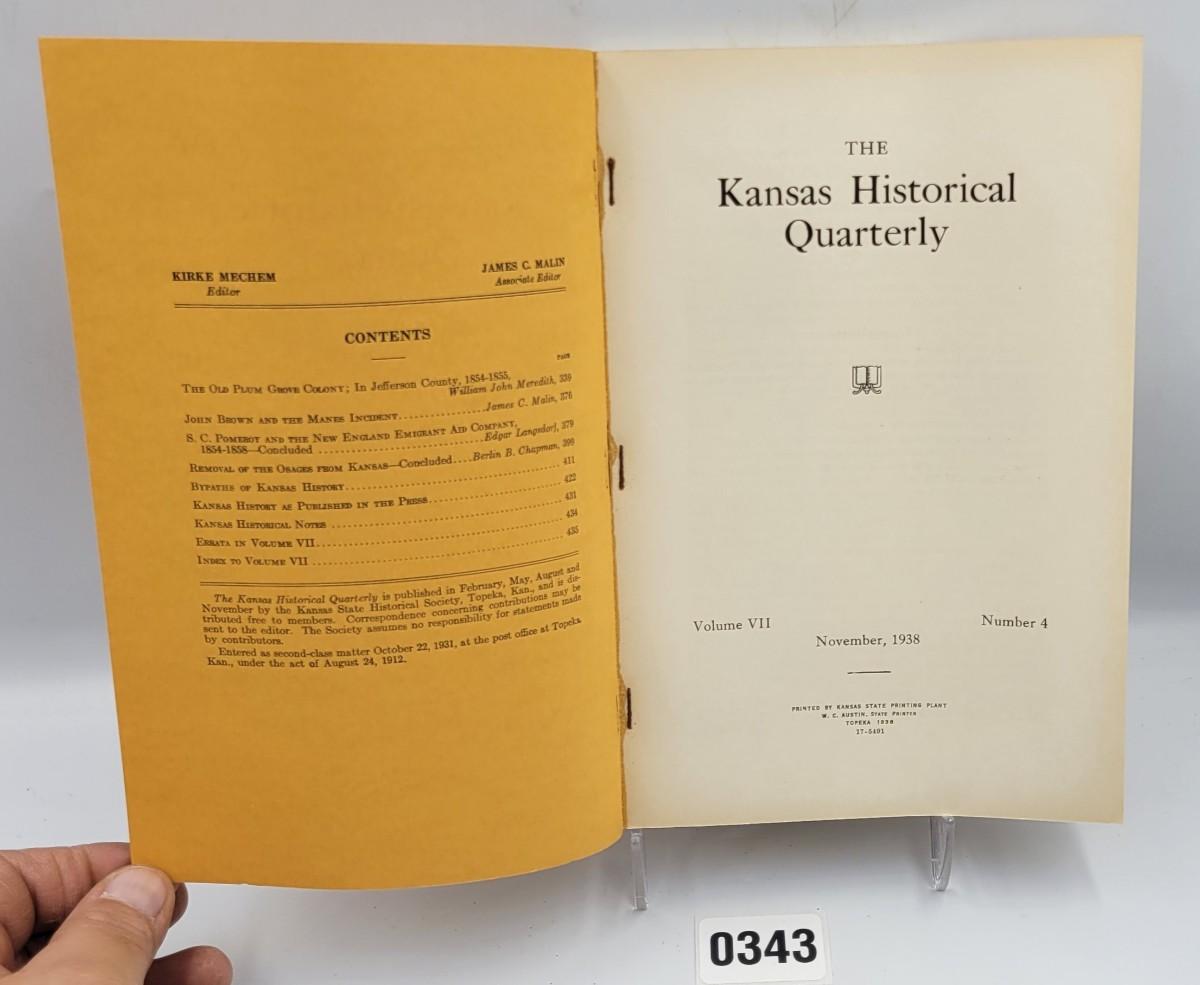 KIRKE MECHEM
Editor
JAMES C. MALIN
Associate Editor
CONTENTS
PAGE
THE OLD PLUM GROVE COLONY; In Jefferson County, 1854-1855,
William John Meredith, 339
JOHN BROWN AND THE MANES INCIDENT....................James C. Malin, 376
S. C. POMEROY AND THE NEW ENGLAND EMIGRANT AID COMPANY,
1854-1858—Concluded ....................................Edgar Langsdorf, 379
REMOVAL OF THE OSAGES FROM KANSAS—Concluded....Berlin B. Chapman, 399
BYPATHS OF KANSAS HISTORY............................................. 411
KANSAS HISTORY AS PUBLISHED IN THE PRESS............................ 422
KANSAS HISTORICAL NOTES ............................................... 431
ERRATA IN VOLUME VII.................................................... 434
INDEX TO VOLUME VII .................................................... 435
The Kansas Historical Quarterly is published in February, May, August and
November by the Kansas State Historical Society, Topeka, Kan., and is dis-
tributed free to members. Correspondence concerning contributions may be
sent to the editor. The Society assumes no responsibility for statements made
by contributors.
Entered as second-class matter October 22, 1931, at the post office at Topeka
Kan., under the act of August 24, 1912.
THE
Kansas Historical
Quarterly
Volume VII
Number 4
November, 1938
PRINTED BY KANSAS STATE PRINTING PLANT
W. C. AUSTIN, STATE PRINTER
TOPEKA 1938
17-5401
0343